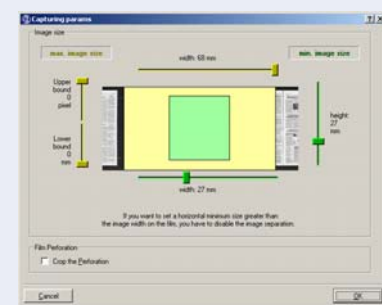 Capturing params
Image size
max. image size
width: 68 mm
min. image size
Upper
bound
0
pixel
Lower
bound
0
mm
height:
27
mm
width: 27 mm
If you want to set a horizontal minimum size greater than
the image width on the film, you have to disable the image separation.
Film Perforation
Crop the Perforation
Cancel
OK